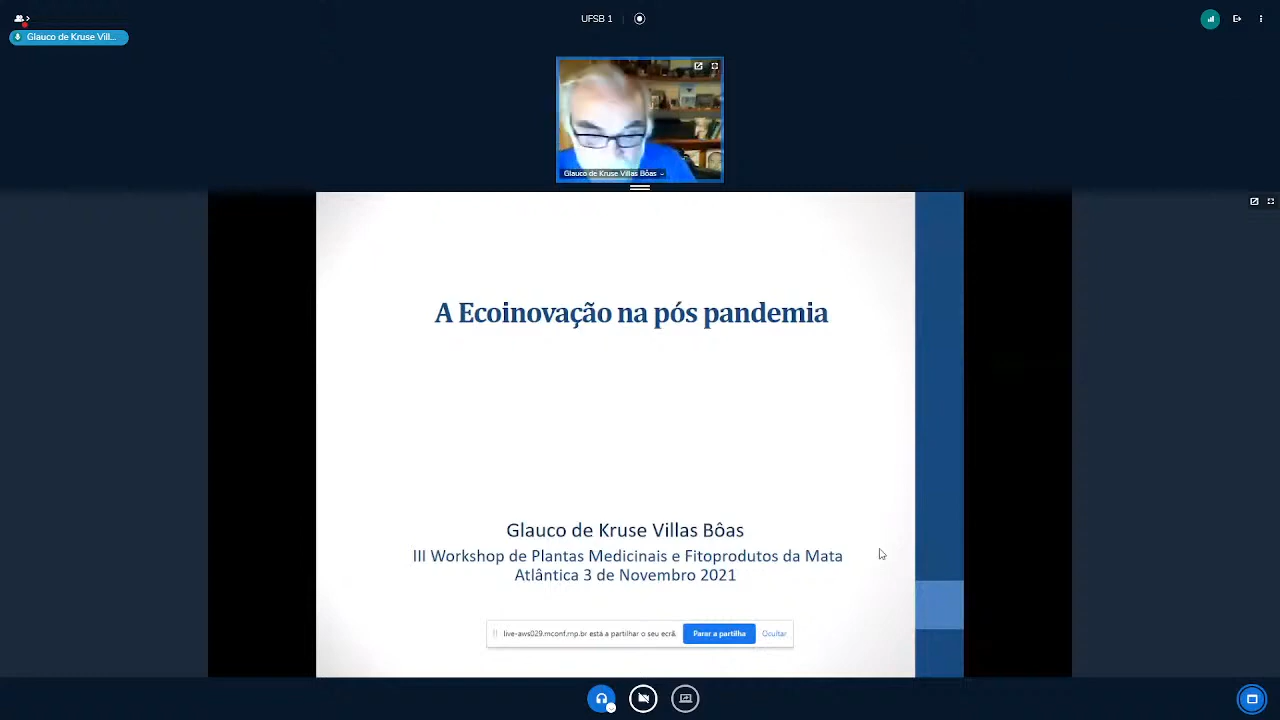 UFSB 1
Glauco de Kruse Vill...
Glauco de Kruse Villas Bôas
A Ecoinovação na pós pandemia
Glauco de Kruse Villas Bôas
III Workshop de Plantas Medicinais e Fitoprodutos da Mata
Atlântica 3 de Novembro 2021
live-aws029.mconf.rnp.br está a partilhar o seu ecrã. Parar a partilha Ocultar